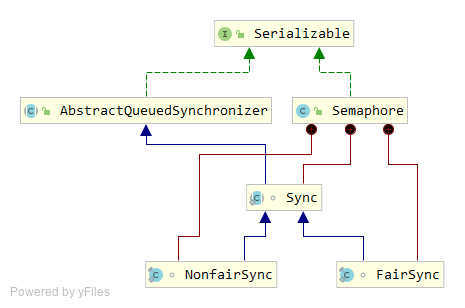 Serializable
AbstractQueuedSynchronizer
Semaphore
Sync
NonfairSync
FairSync
Powered by yFiles